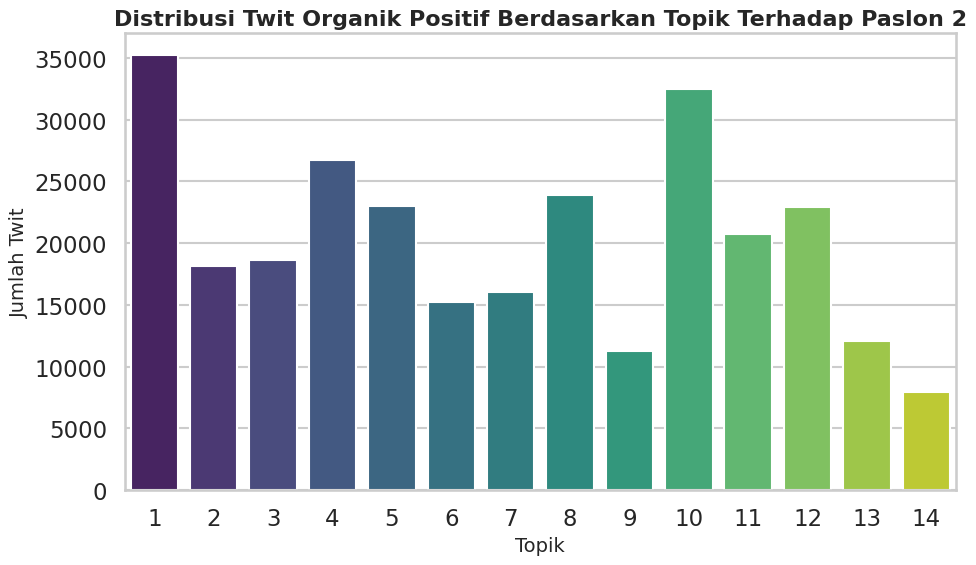 Distribusi Twit Organik Positif Berdasarkan Topik Terhadap Paslon 2
Jumlah Twit
35000
30000
25000
20000
15000
10000
5000
0
1 2 3 4 5 6 7 8 9 10 11 12 13 14
Topik